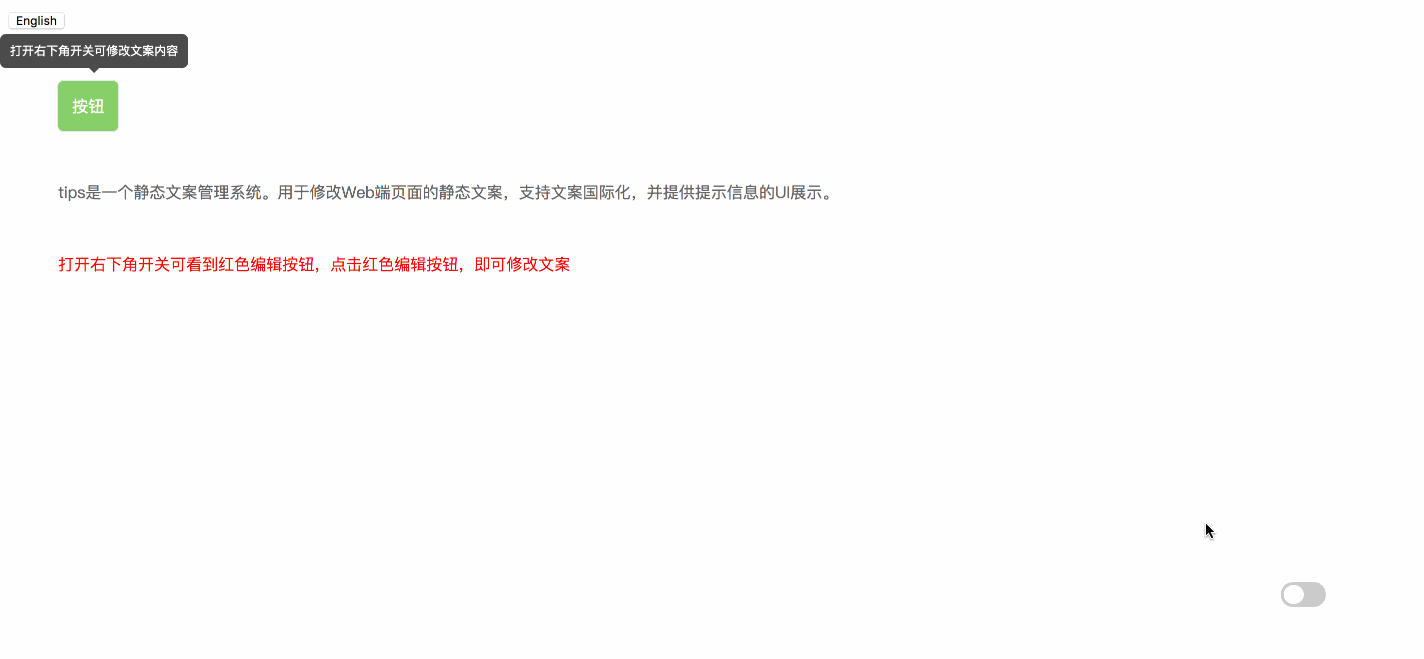 English
打开右下角开关可修改文案内容
按钮
tips是一个静态文案管理系统。用于修改Web端页面的静态文案，支持文案国际化，并提供提示信息的UI展示。
打开右下角开关可看到红色编辑按钮，点击红色编辑按钮，即可修改文案